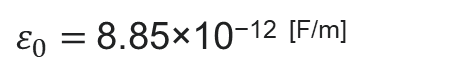 ε₀ = 8.85×10⁻¹² [F/m]